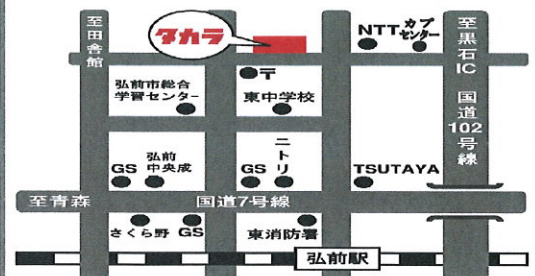 至田舎館
タカラ
NTT
カブ
センター
至黒石IC 国道102号線
〒
弘前市総合
学習センター
東中学校
GS
弘前
中央成
GS
ニトリ
TSUTAYA
至青森
国道7号線
さくら野
GS
東消防署
弘前駅